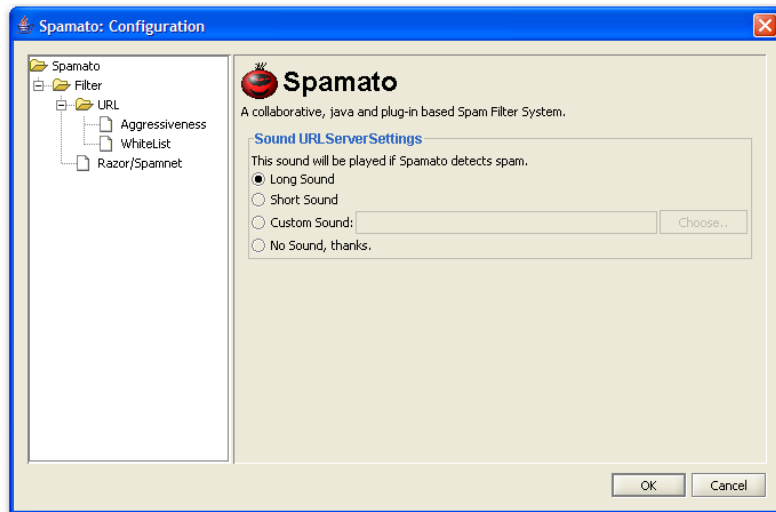 Spamato: Configuration
Spamato
Filter
URL
Aggressiveness
WhiteList
Razor/Spamnet
Spamato
A collaborative, java and plug-in based Spam Filter System.
Sound URLServerSettings
This sound will be played if Spamato detects spam.
Long Sound
Short Sound
Custom Sound: Choose..
No Sound, thanks.
OK Cancel